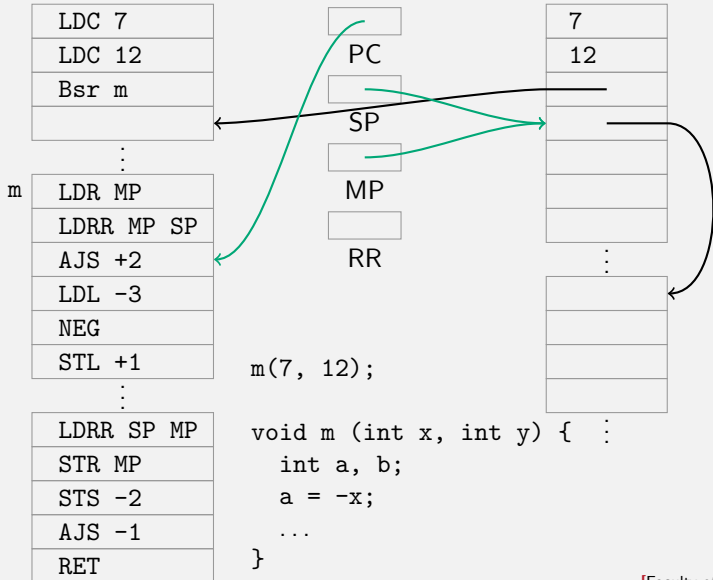 LDC 7
LDC 12
Bsr m
⋮
m
LDR MP
LDRR MP SP
AJS +2
LDL -3
NEG
STL +1
⋮
LDRR SP MP
STR MP
STS -2
AJS -1
RET
PC
SP
MP
RR
m(7, 12);
void m (int x, int y) {
int a, b;
a = -x;
...
}
7
12
⋮
⋮